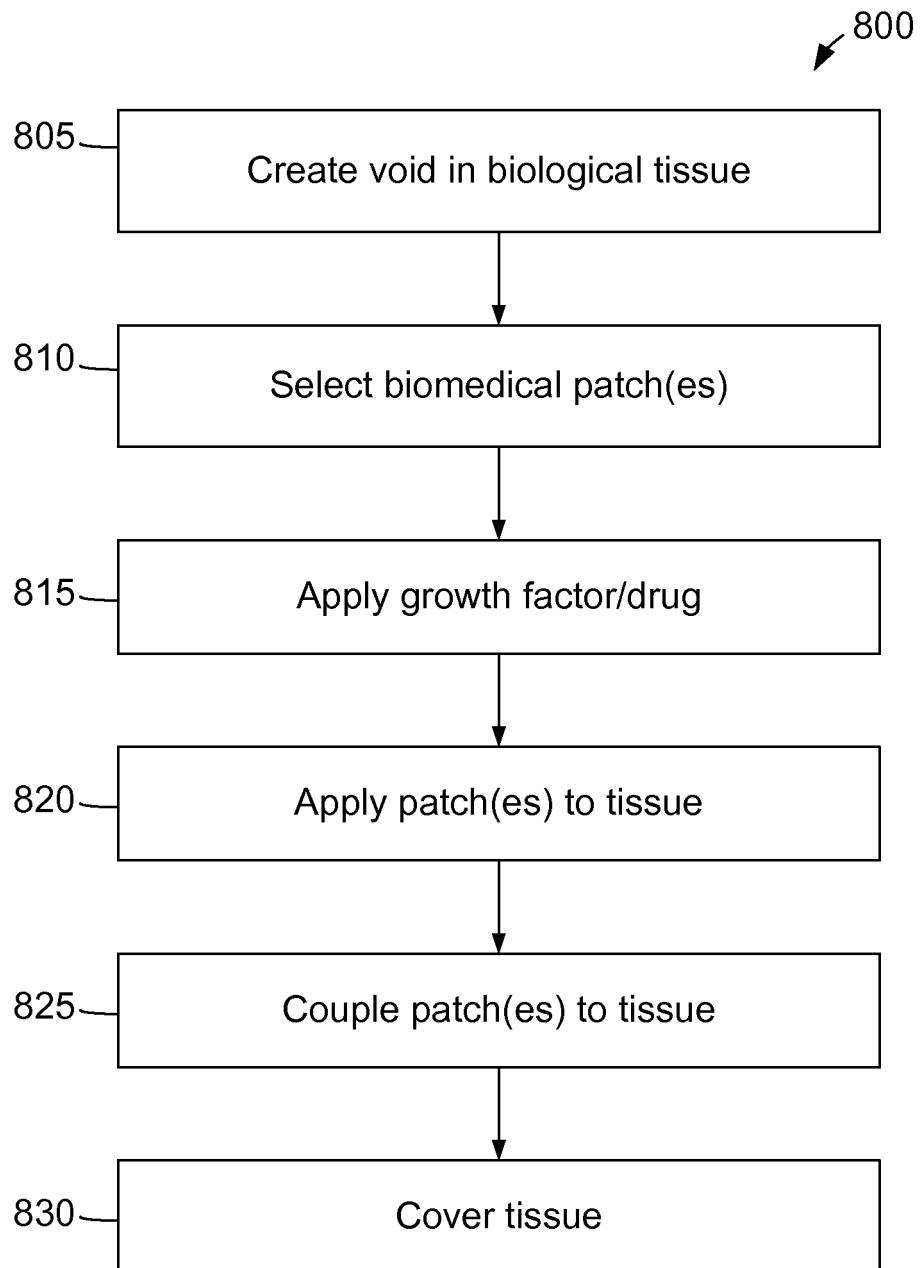 800
805
Create void in biological tissue
810
Select biomedical patch(es)
815
Apply growth factor/drug
820
Apply patch(es) to tissue
825
Couple patch(es) to tissue
830
Cover tissue